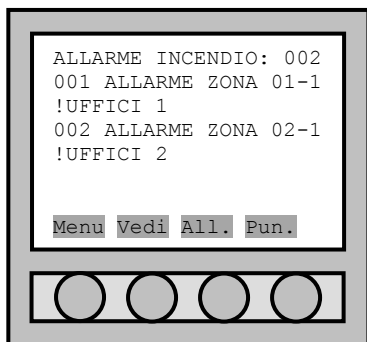 ALLARME INCENDIO: 002
001 ALLARME ZONA 01-1
!UFFICI 1
002 ALLARME ZONA 02-1
!UFFICI 2
Menu Vedi All. Pun.